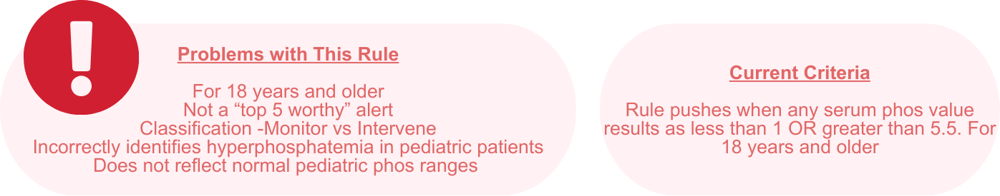 Problems with This Rule
For 18 years and older
Not a “top 5 worthy” alert
Classification -Monitor vs Intervene
Incorrectly identifies hyperphosphatemia in pediatric patients
Does not reflect normal pediatric phos ranges
Current Criteria
Rule pushes when any serum phos value
results as less than 1 OR greater than 5.5. For
18 years and older